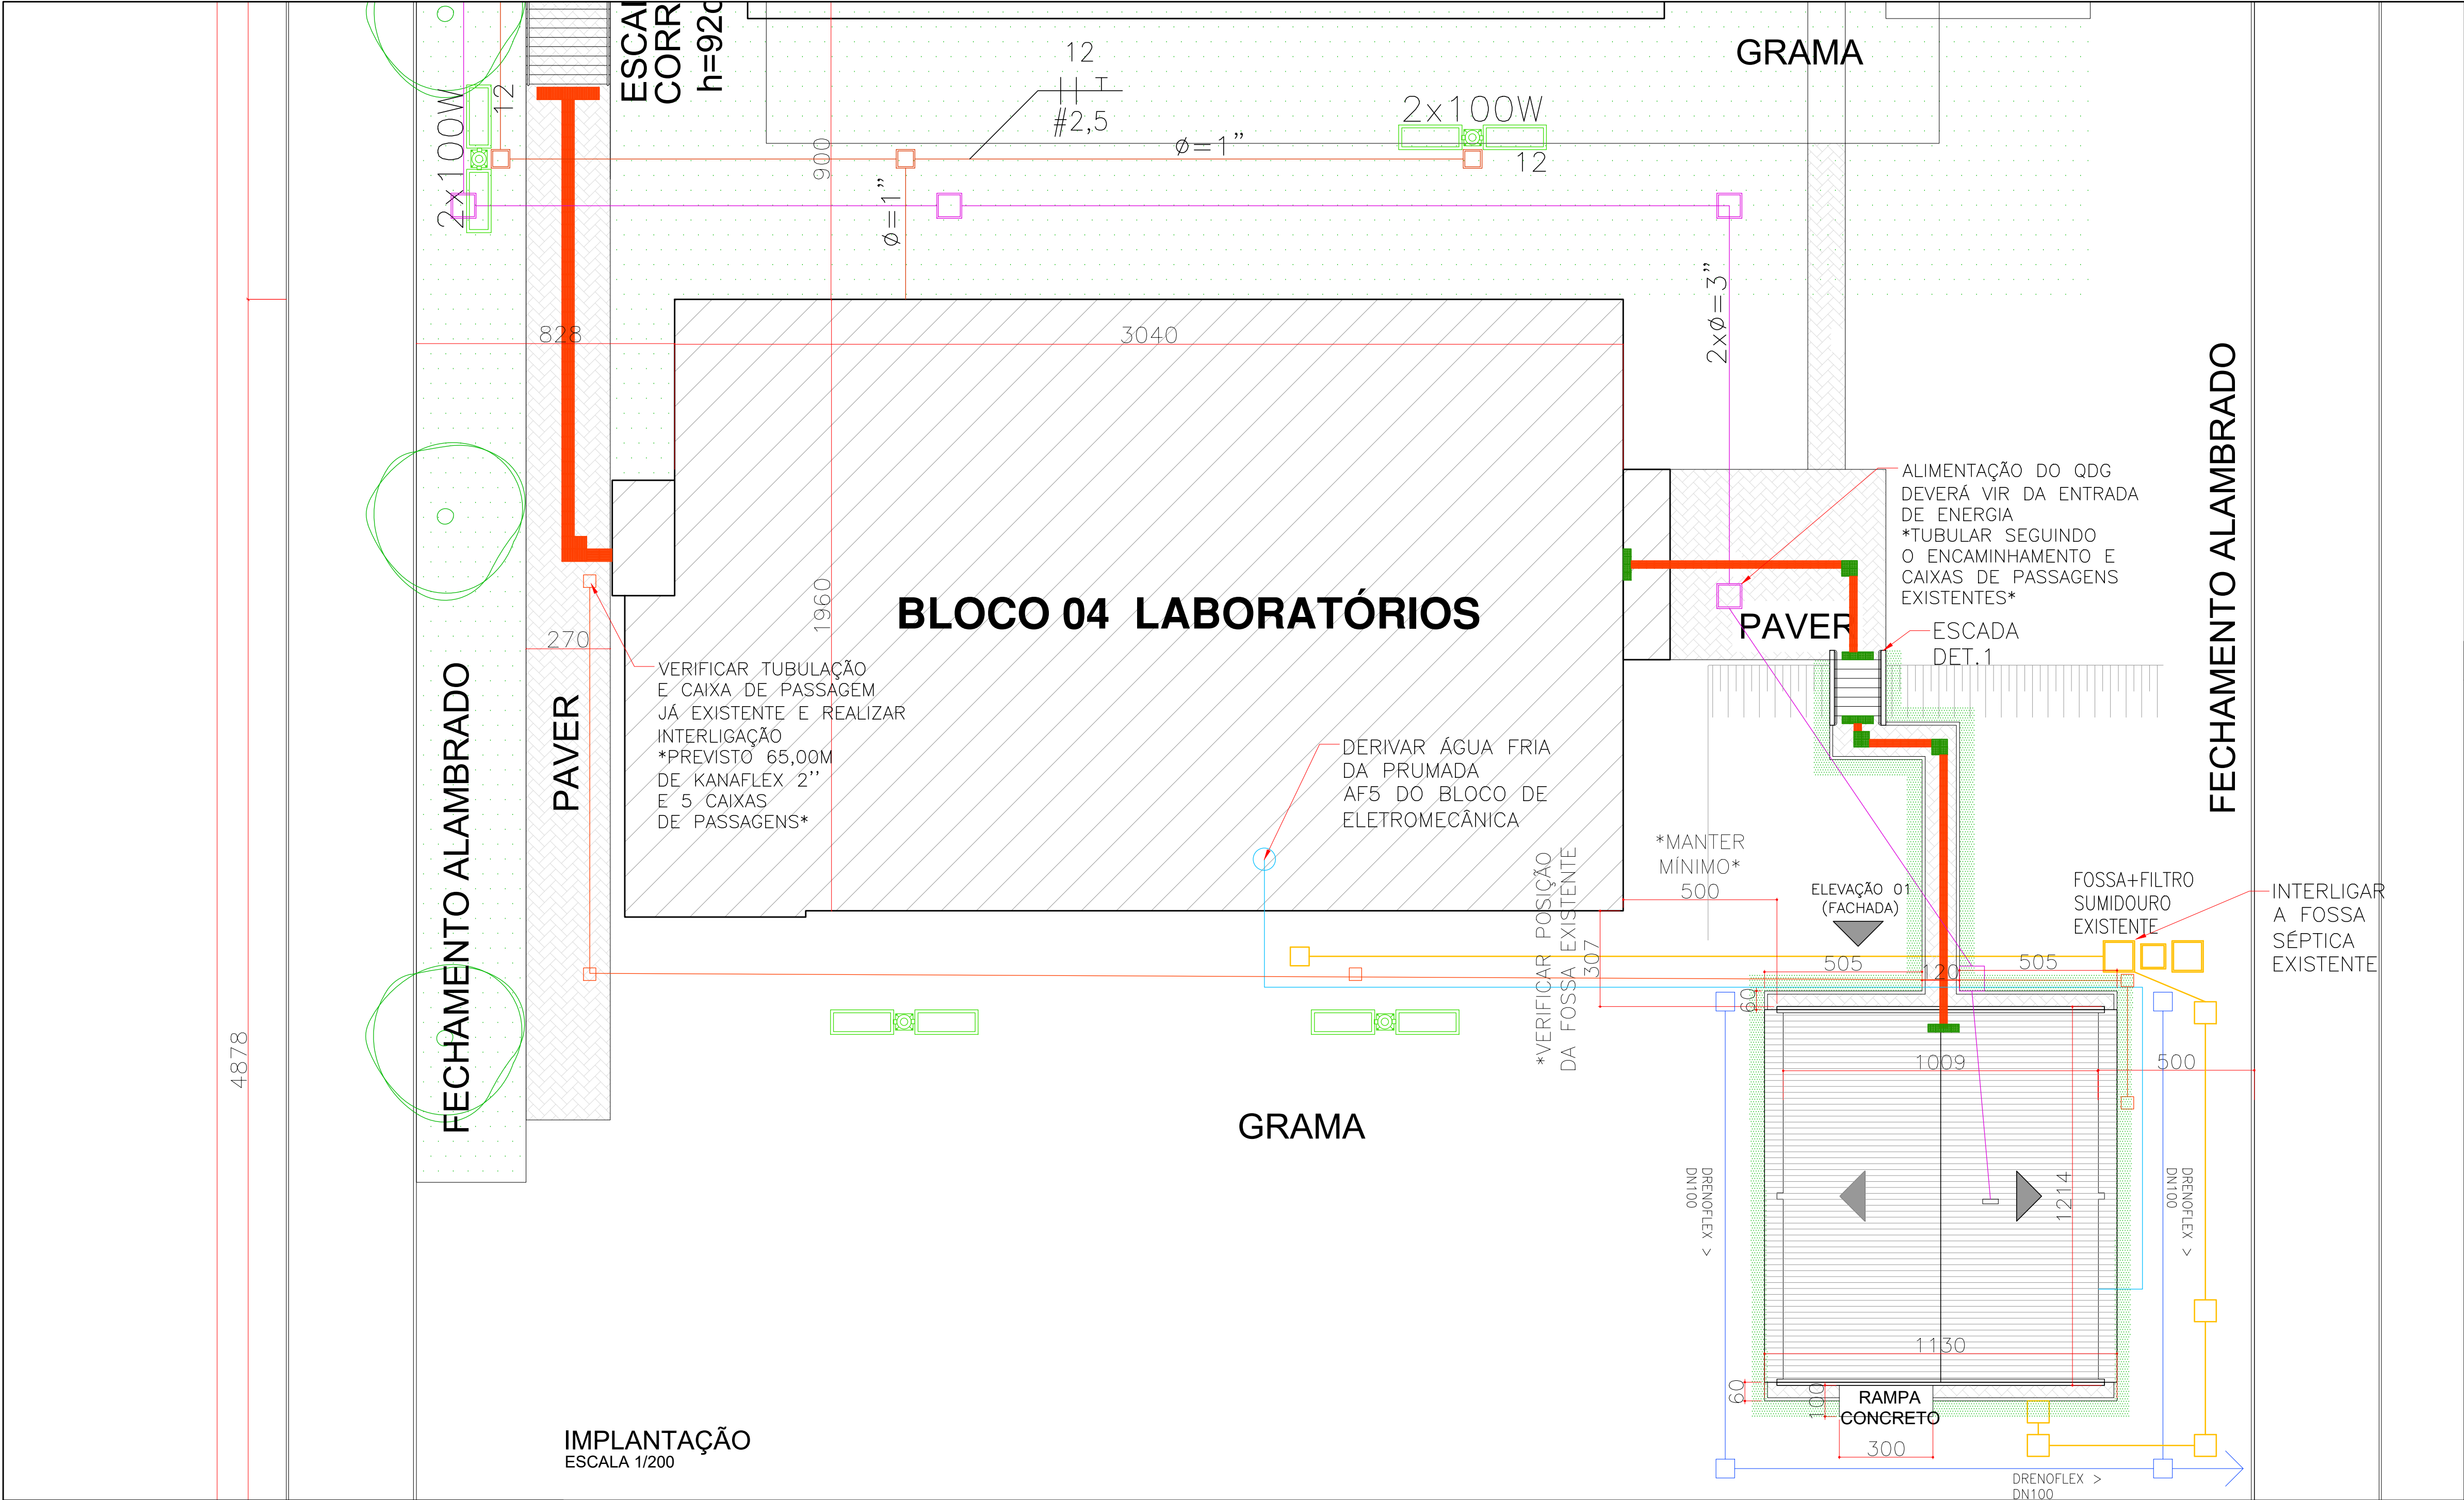 CORR
h=92
GRAMA
12
#2,5
2x100W
12
ø=1"
12
2x100W
900
ø=1"
828
3040
2xø=3"
1960
BLOCO 04 LABORATÓRIOS
270
PAVER
FECHAMENTO ALAMBRADO
VERIFICAR TUBULAÇÃO
E CAIXA DE PASSAGEM
JÁ EXISTENTE E REALIZAR
INTERLIGAÇÃO
*PREVISTO 65,00M
DE KANAFLEX 2''
E 5 CAIXAS
DE PASSAGENS*
DERIVAR ÁGUA FRIA
DA PRUMADA
AF5 DO BLOCO DE
ELETROMECÂNICA
ALIMENTAÇÃO DO QDG
DEVERÁ VIR DA ENTRADA
DE ENERGIA
*TUBULAR SEGUINDO
O ENCAMINHAMENTO E
CAIXAS DE PASSAGENS
EXISTENTES*
PAVER
ESCADA
DET.1
FECHAMENTO ALAMBRADO
*MANTER
MÍNIMO*
500
*VERIFICAR POSIÇÃO
DA FOSSA EXISTENTE
307
ELEVAÇÃO 01
(FACHADA)
FOSSA+FILTRO
SUMIDOURO
EXISTENTE
INTERLIGAR
A FOSSA
SÉPTICA
EXISTENTE
505
120
505
60
1009
500
4878
GRAMA
DRENOFLEX >
DN100
1214
DRENOFLEX >
DN100
1130
60
100
RAMPA
CONCRETO
300
DRENOFLEX >
DN100
IMPLANTAÇÃO
ESCALA 1/200